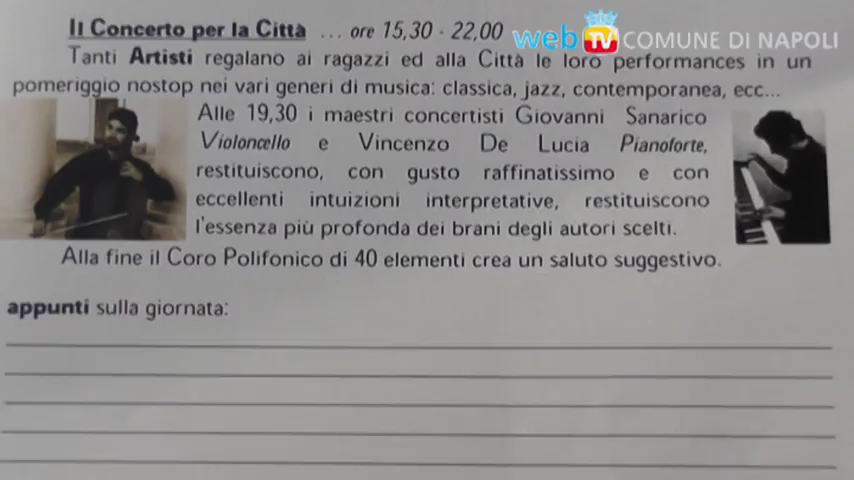 Il Concerto per la Città ... ore 15,30 - 22,00
web TV COMUNE DI NAPOLI
Tanti Artisti regalano ai ragazzi ed alla Città le loro performances in un
pomeriggio nostop nei vari generi di musica: classica, jazz, contemporanea, ecc...
Alle 19,30 i maestri concertisti Giovanni Sanarico
Violoncello e Vincenzo De Lucia Pianoforte,
restituiscono, con gusto raffinatissimo e con
eccellenti intuizioni interpretative, restituiscono
l'essenza più profonda dei brani degli autori scelti.
Alla fine il Coro Polifonico di 40 elementi crea un saluto suggestivo.
appunti sulla giornata: